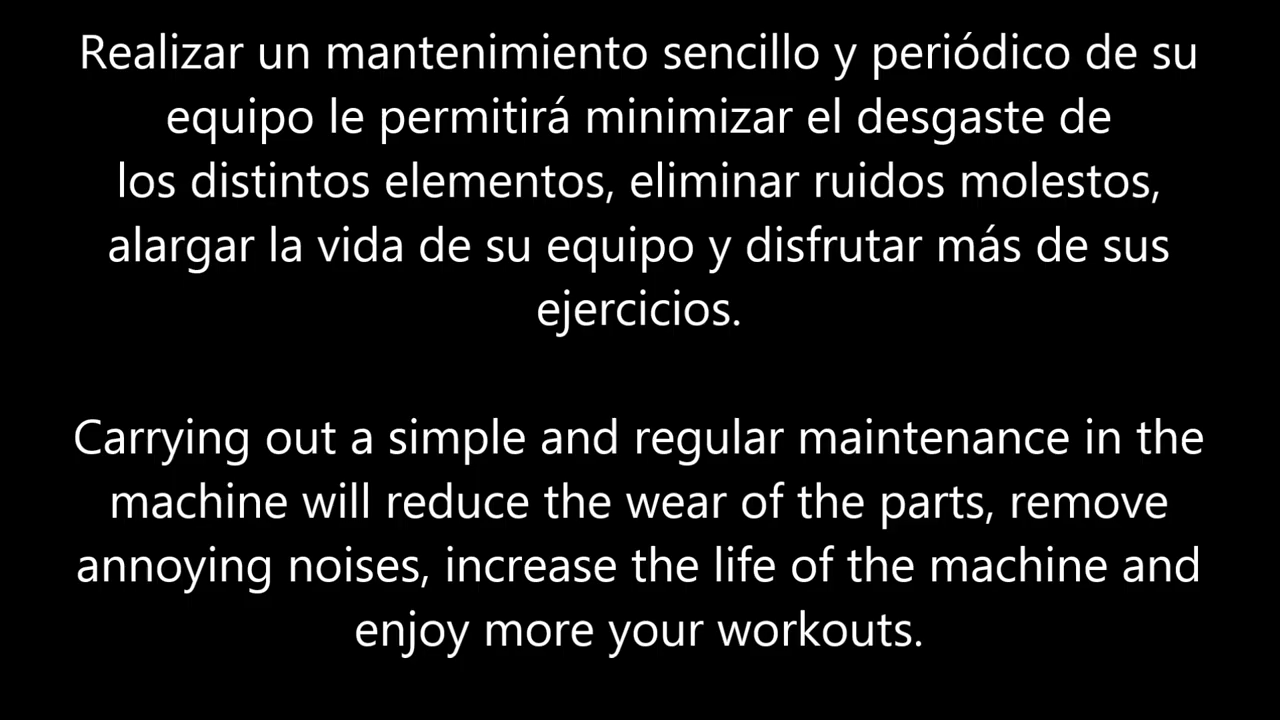 Realizar un mantenimiento sencillo y periódico de su
equipo le permitirá minimizar el desgaste de
los distintos elementos, eliminar ruidos molestos,
alargar la vida de su equipo y disfrutar más de sus
ejercicios.
Carrying out a simple and regular maintenance in the
machine will reduce the wear of the parts, remove
annoying noises, increase the life of the machine and
enjoy more your workouts.